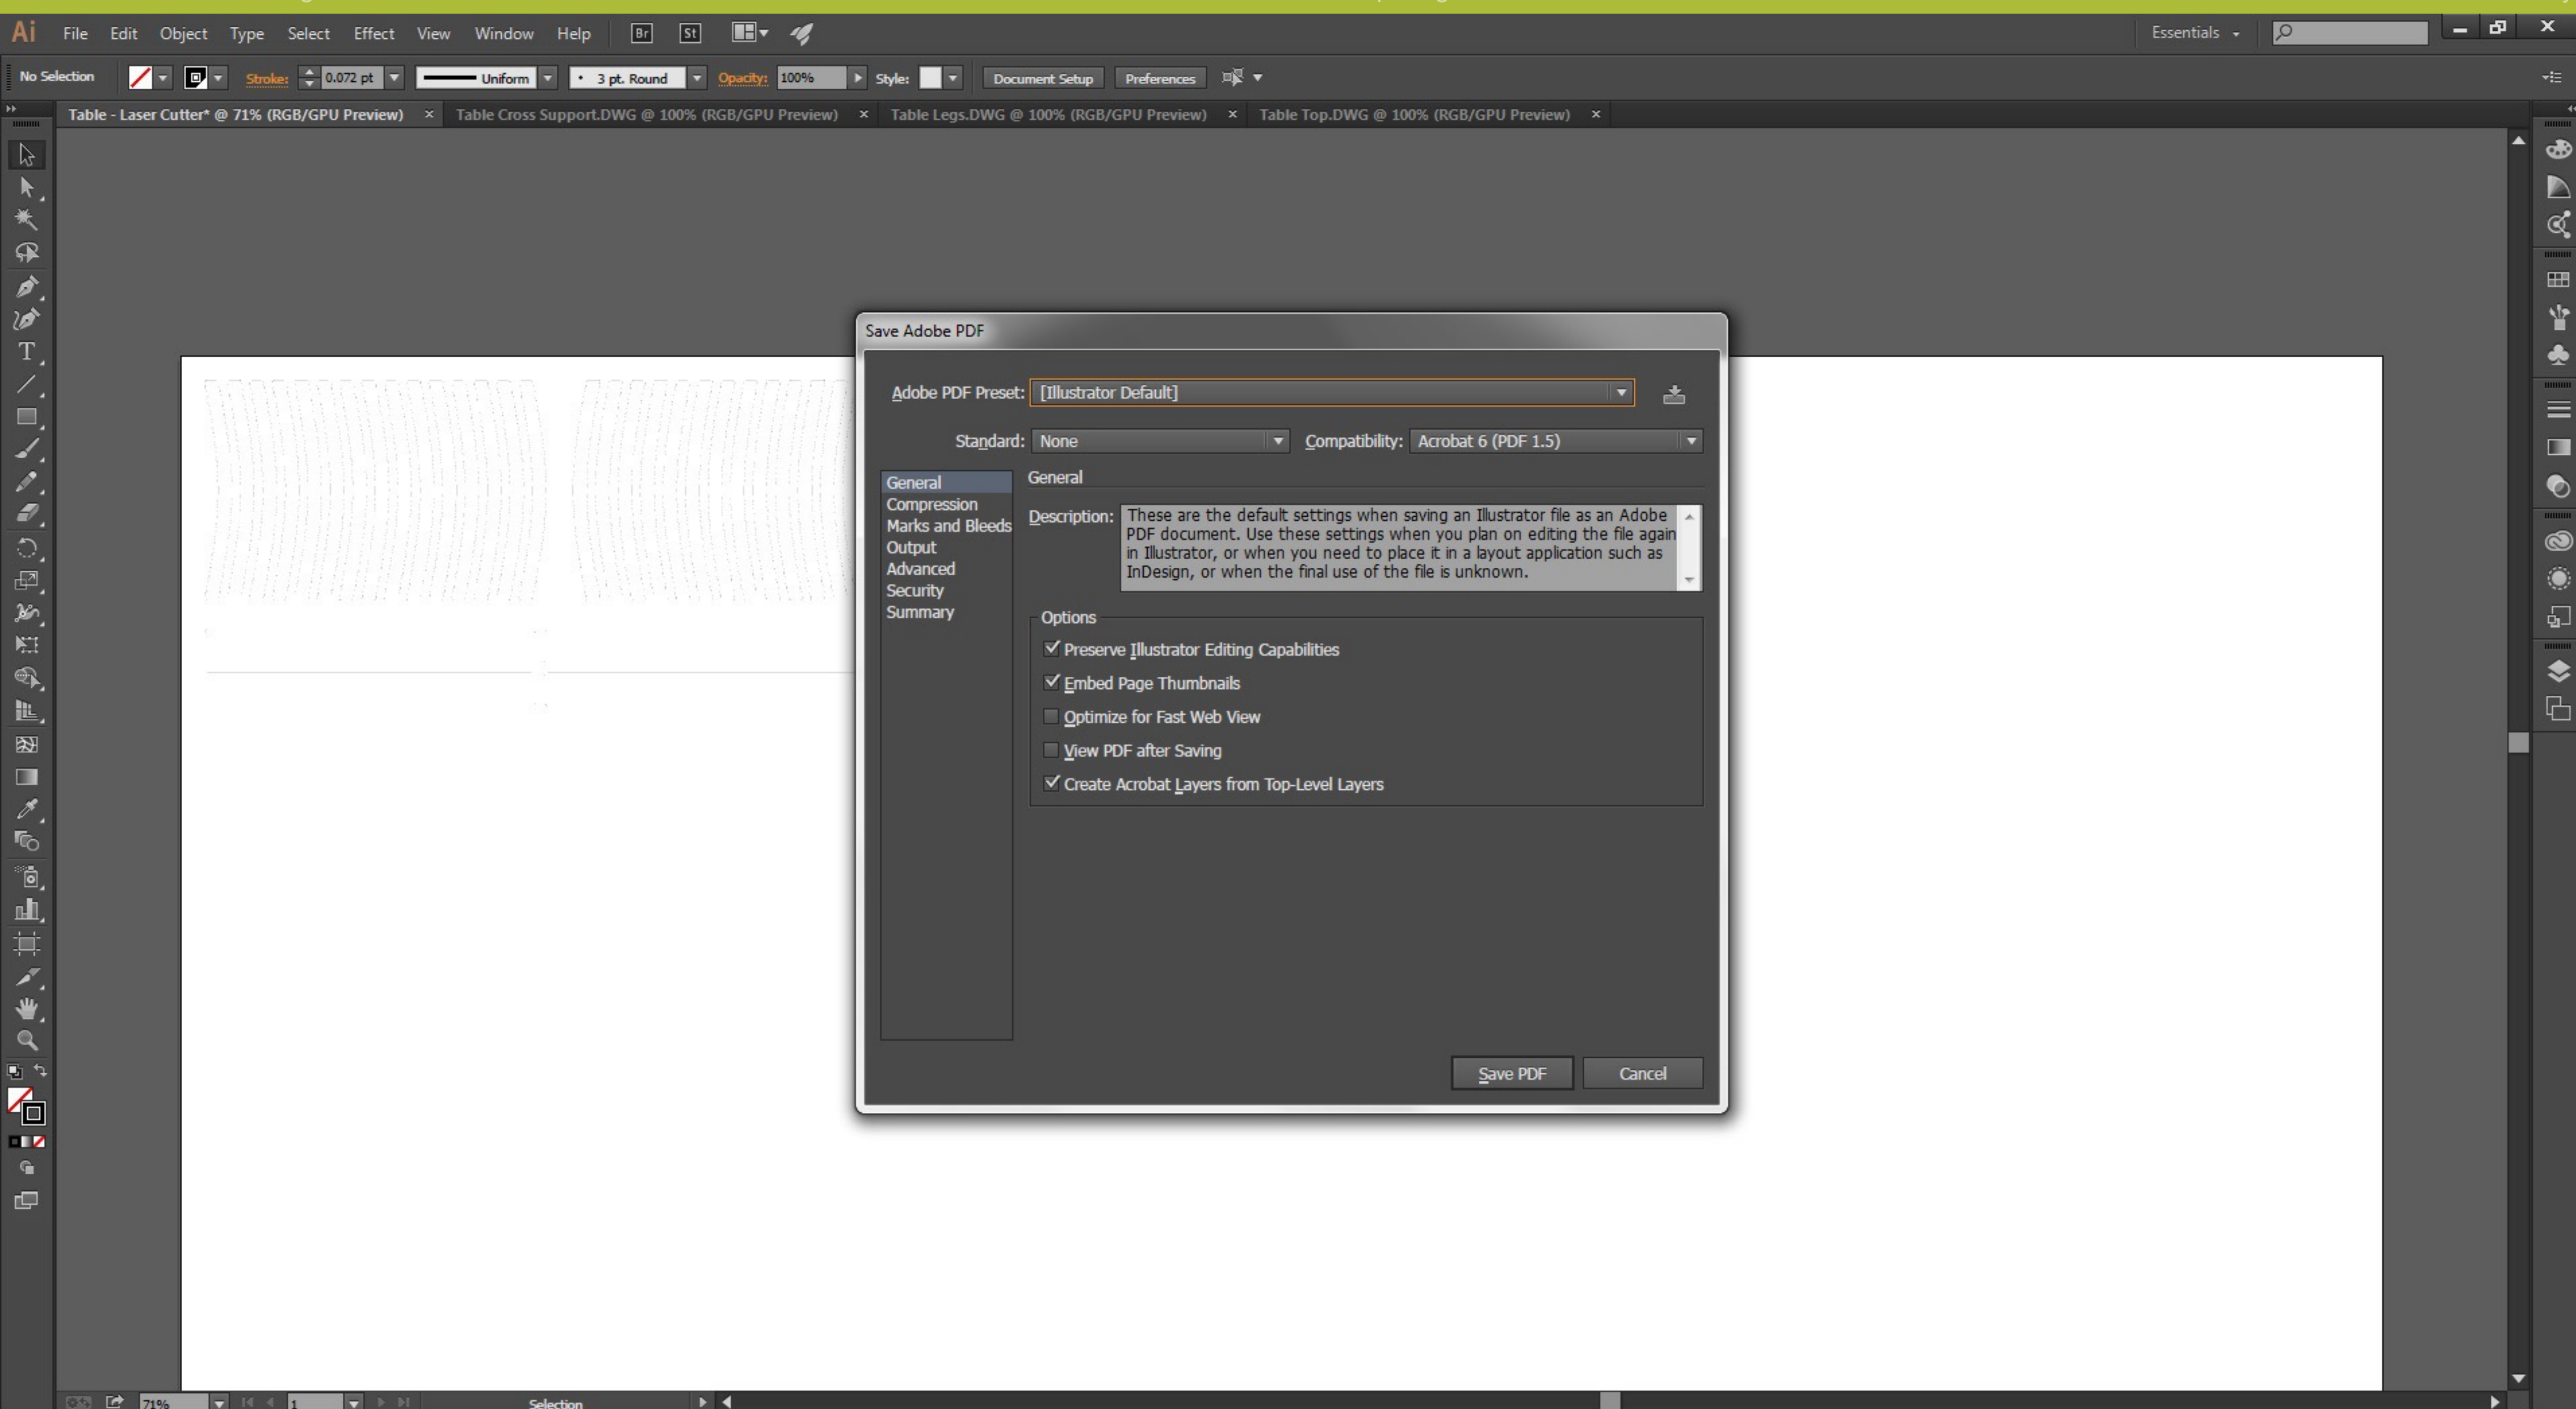 Ai File Edit Object Type Select Effect View Window Help Br St Essentials
No Selection Stroke: 0.072 pt Uniform 3 pt. Round Opacity: 100% Style: Document Setup Preferences
Table - Laser Cutter* @ 71% (RGB/GPU Preview) × Table Cross Support.DWG @ 100% (RGB/GPU Preview) × Table Legs.DWG @ 100% (RGB/GPU Preview) × Table Top.DWG @ 100% (RGB/GPU Preview) ×
Save Adobe PDF
Adobe PDF Preset: [Illustrator Default]
Standard: None Compatibility: Acrobat 6 (PDF 1.5)
General
Compression
Marks and Bleeds
Output
Advanced
Security
Summary
General
Description: These are the default settings when saving an Illustrator file as an Adobe
PDF document. Use these settings when you plan on editing the file again
in Illustrator, or when you need to place it in a layout application such as
InDesign, or when the final use of the file is unknown.
Options
Preserve Illustrator Editing Capabilities
Embed Page Thumbnails
Optimize for Fast Web View
View PDF after Saving
Create Acrobat Layers from Top-Level Layers
Save PDF Cancel
71% 1 Selection